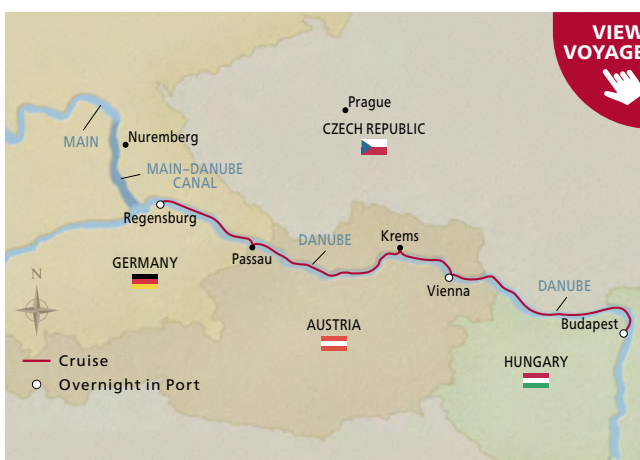 VIEW
VOYAGE
Prague
CZECH REPUBLIC
MAIN
Nuremberg
MAIN–DANUBE
CANAL
Regensburg
DANUBE
Krems
Passau
GERMANY
N
Vienna
DANUBE
Budapest
AUSTRIA
HUNGARY
Cruise
Overnight in Port